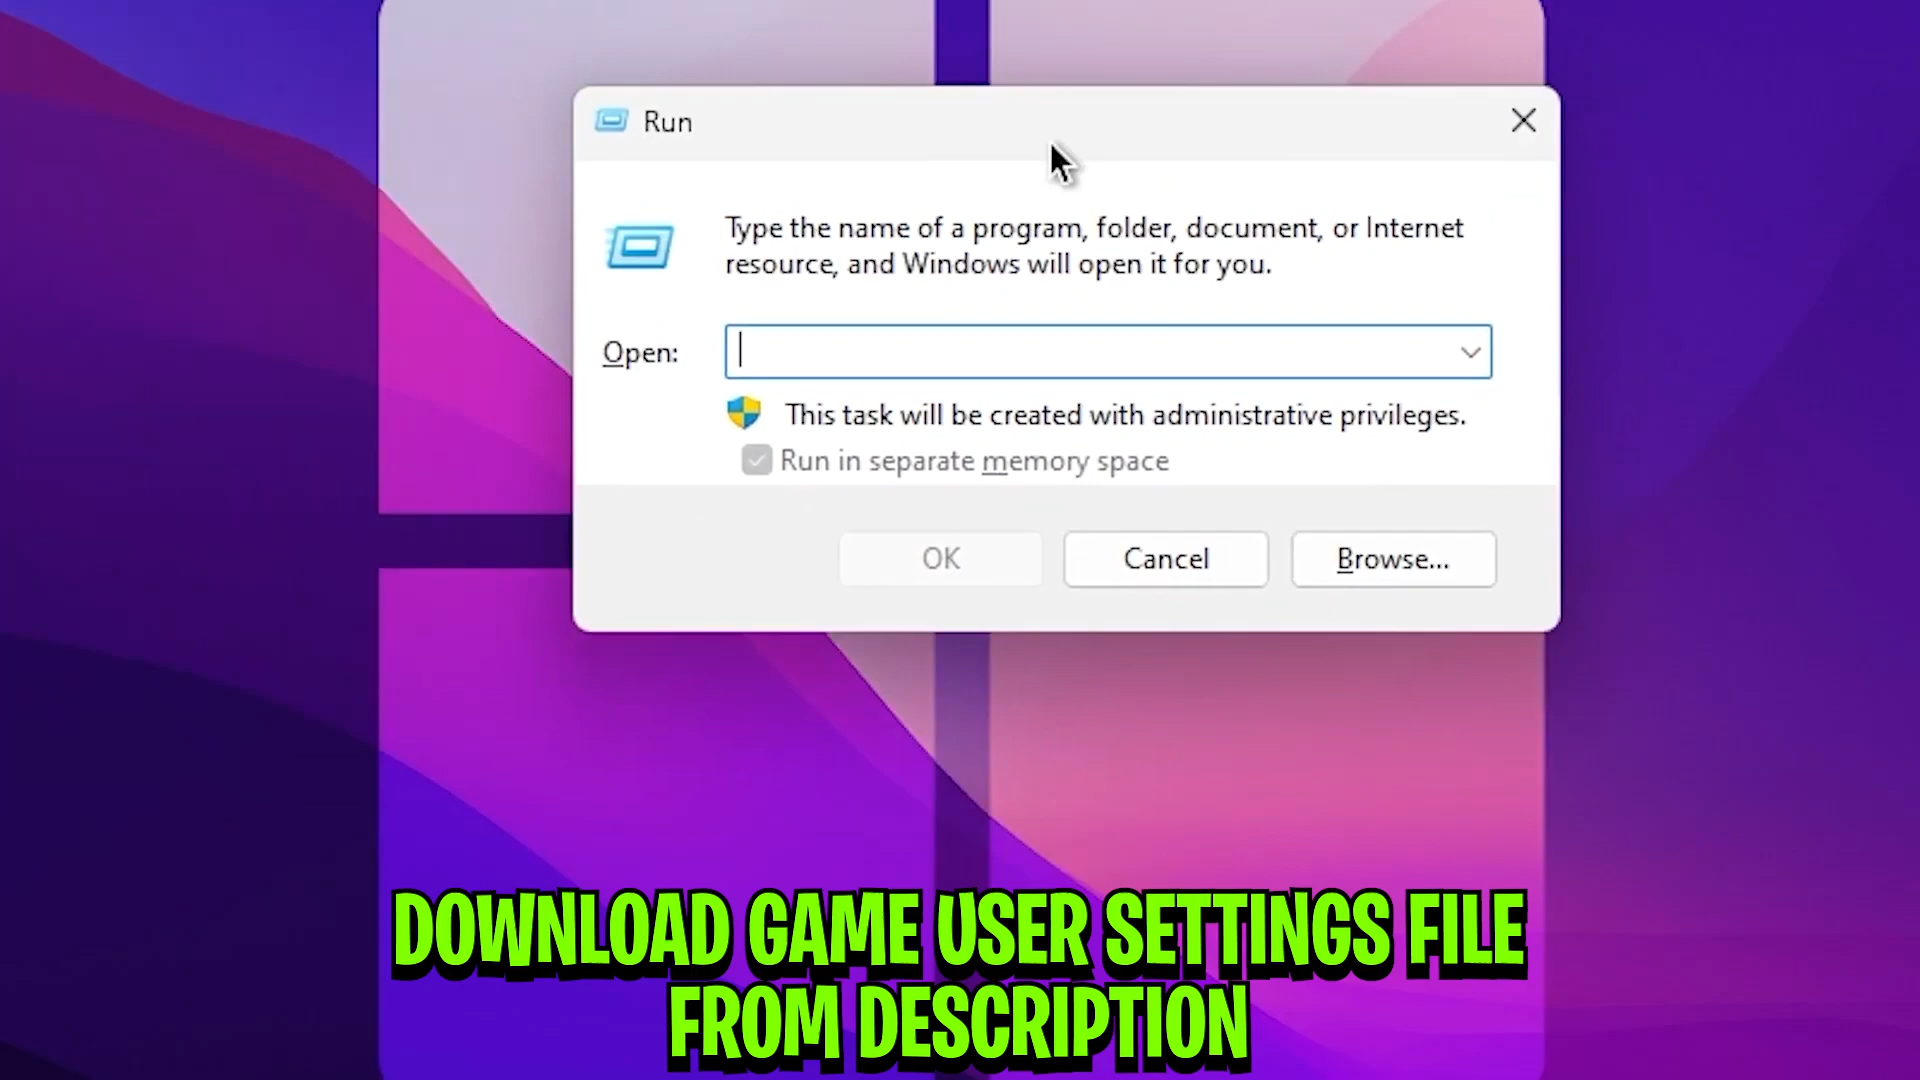 Run
Type the name of a program, folder, document, or Internet
resource, and Windows will open it for you.
Open:
This task will be created with administrative privileges.
Run in separate memory space
OK
Cancel
Browse...
DOWNLOAD GAME USER SETTINGS FILE
FROM DESCRIPTION